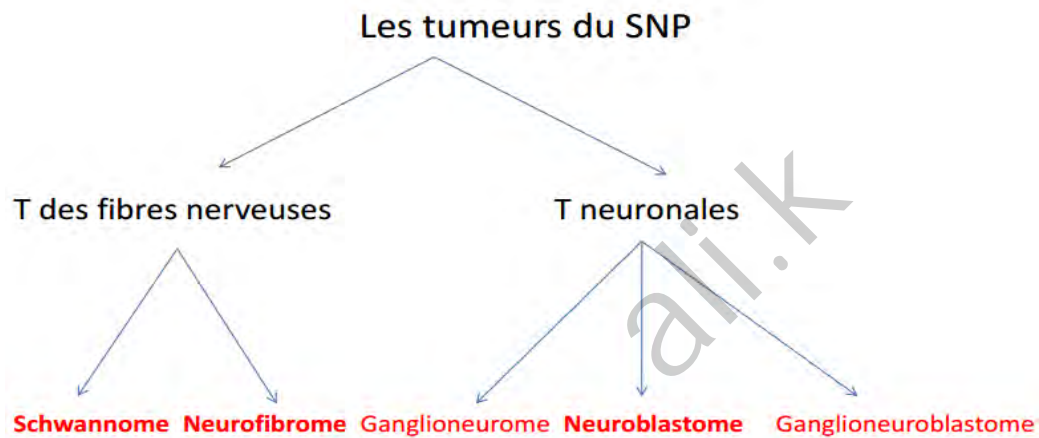 Les tumeurs du SNP
T des fibres nerveuses T neuronales
ali.k
Schwannome Neurofibrome Ganglioneurome Neuroblastome Ganglioneuroblastome